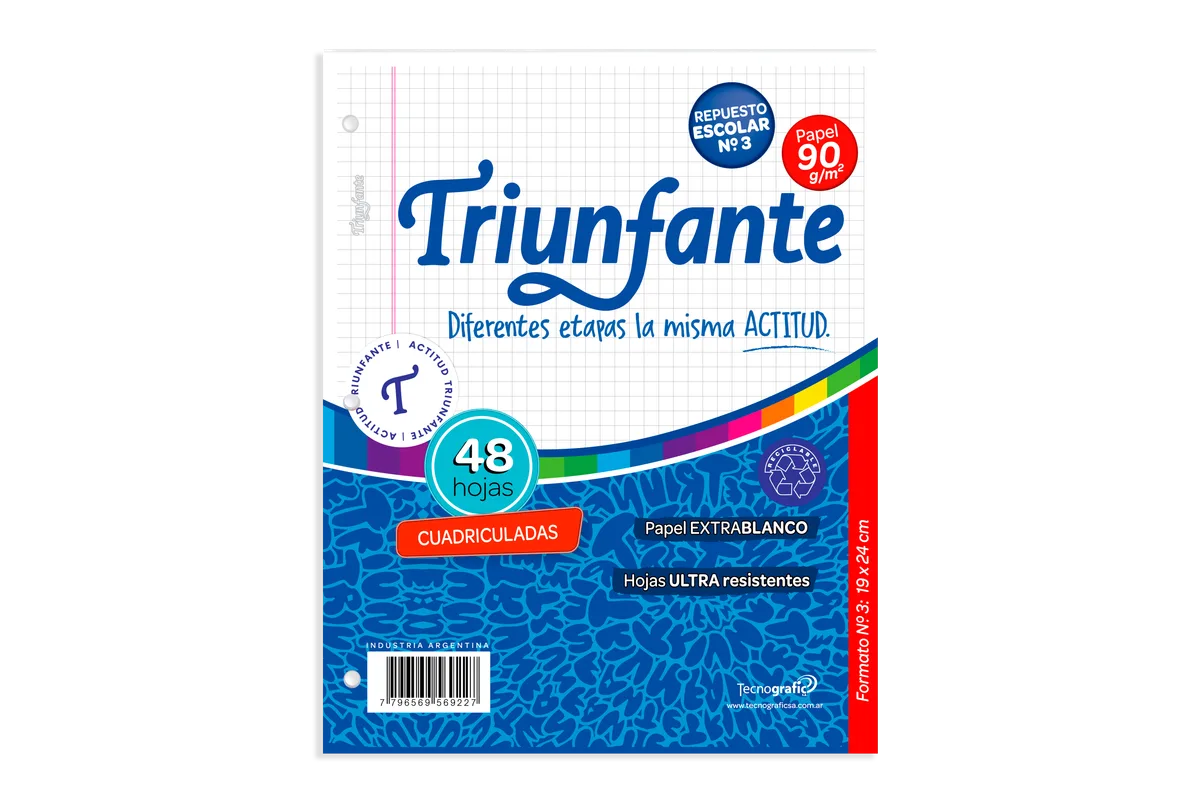 REPUESTO
ESCOLAR
Nº 3
Papel
90
g/m²
Triunfante
Triunfante
Diferentes etapas la misma ACTITUD.
ACTITUD TRIUNFANTE | ACTITUD TRIUNFANTE |
T
48
hojas
CUADRICULADAS
RECICLABLE
Papel EXTRABLANCO
Hojas ULTRA resistentes
Formato Nº 3: 19 x 24 cm
INDUSTRIA ARGENTINA
7 796569 569227
Tecnografic
www.tecnograficsa.com.ar